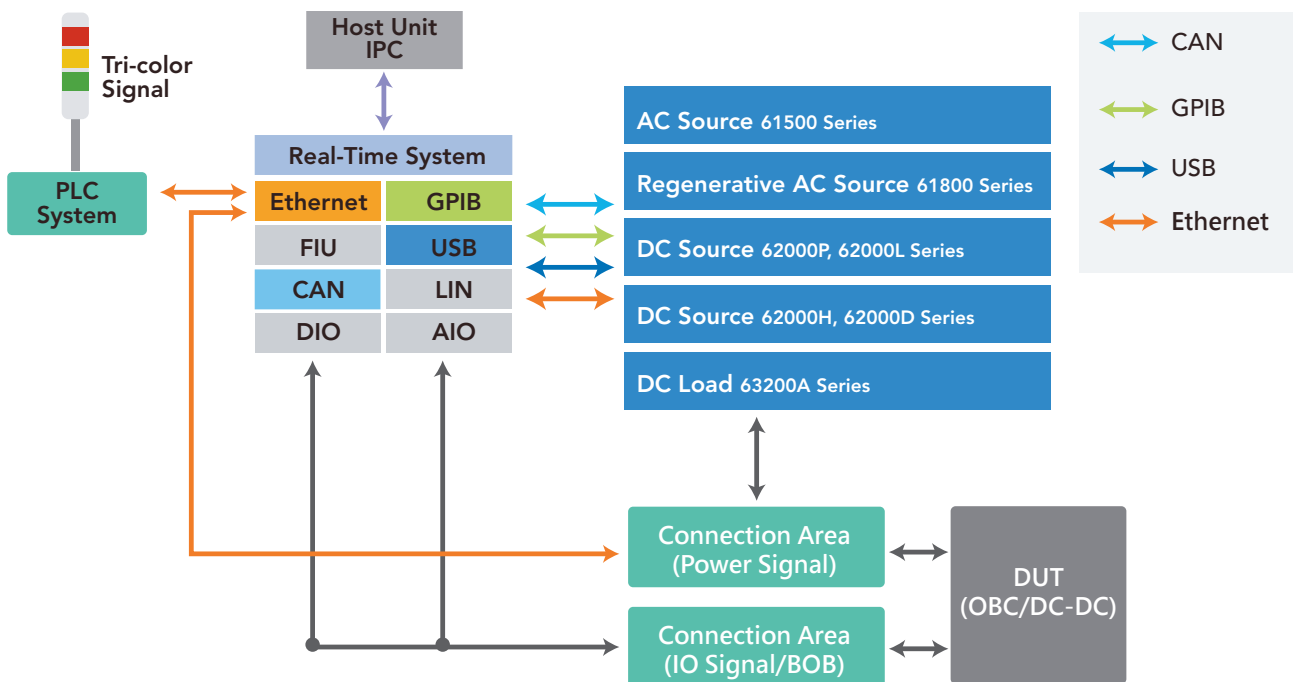 Host Unit
IPC
Tri-color
Signal
PLC
System
Real-Time System
Ethernet
GPIB
FIU
USB
CAN
LIN
DIO
AIO
AC Source 61500 Series
Regenerative AC Source 61800 Series
DC Source 62000P, 62000L Series
DC Source 62000H, 62000D Series
DC Load 63200A Series
CAN
GPIB
USB
Ethernet
Connection Area
(Power Signal)
Connection Area
(IO Signal/BOB)
DUT
(OBC/DC-DC)